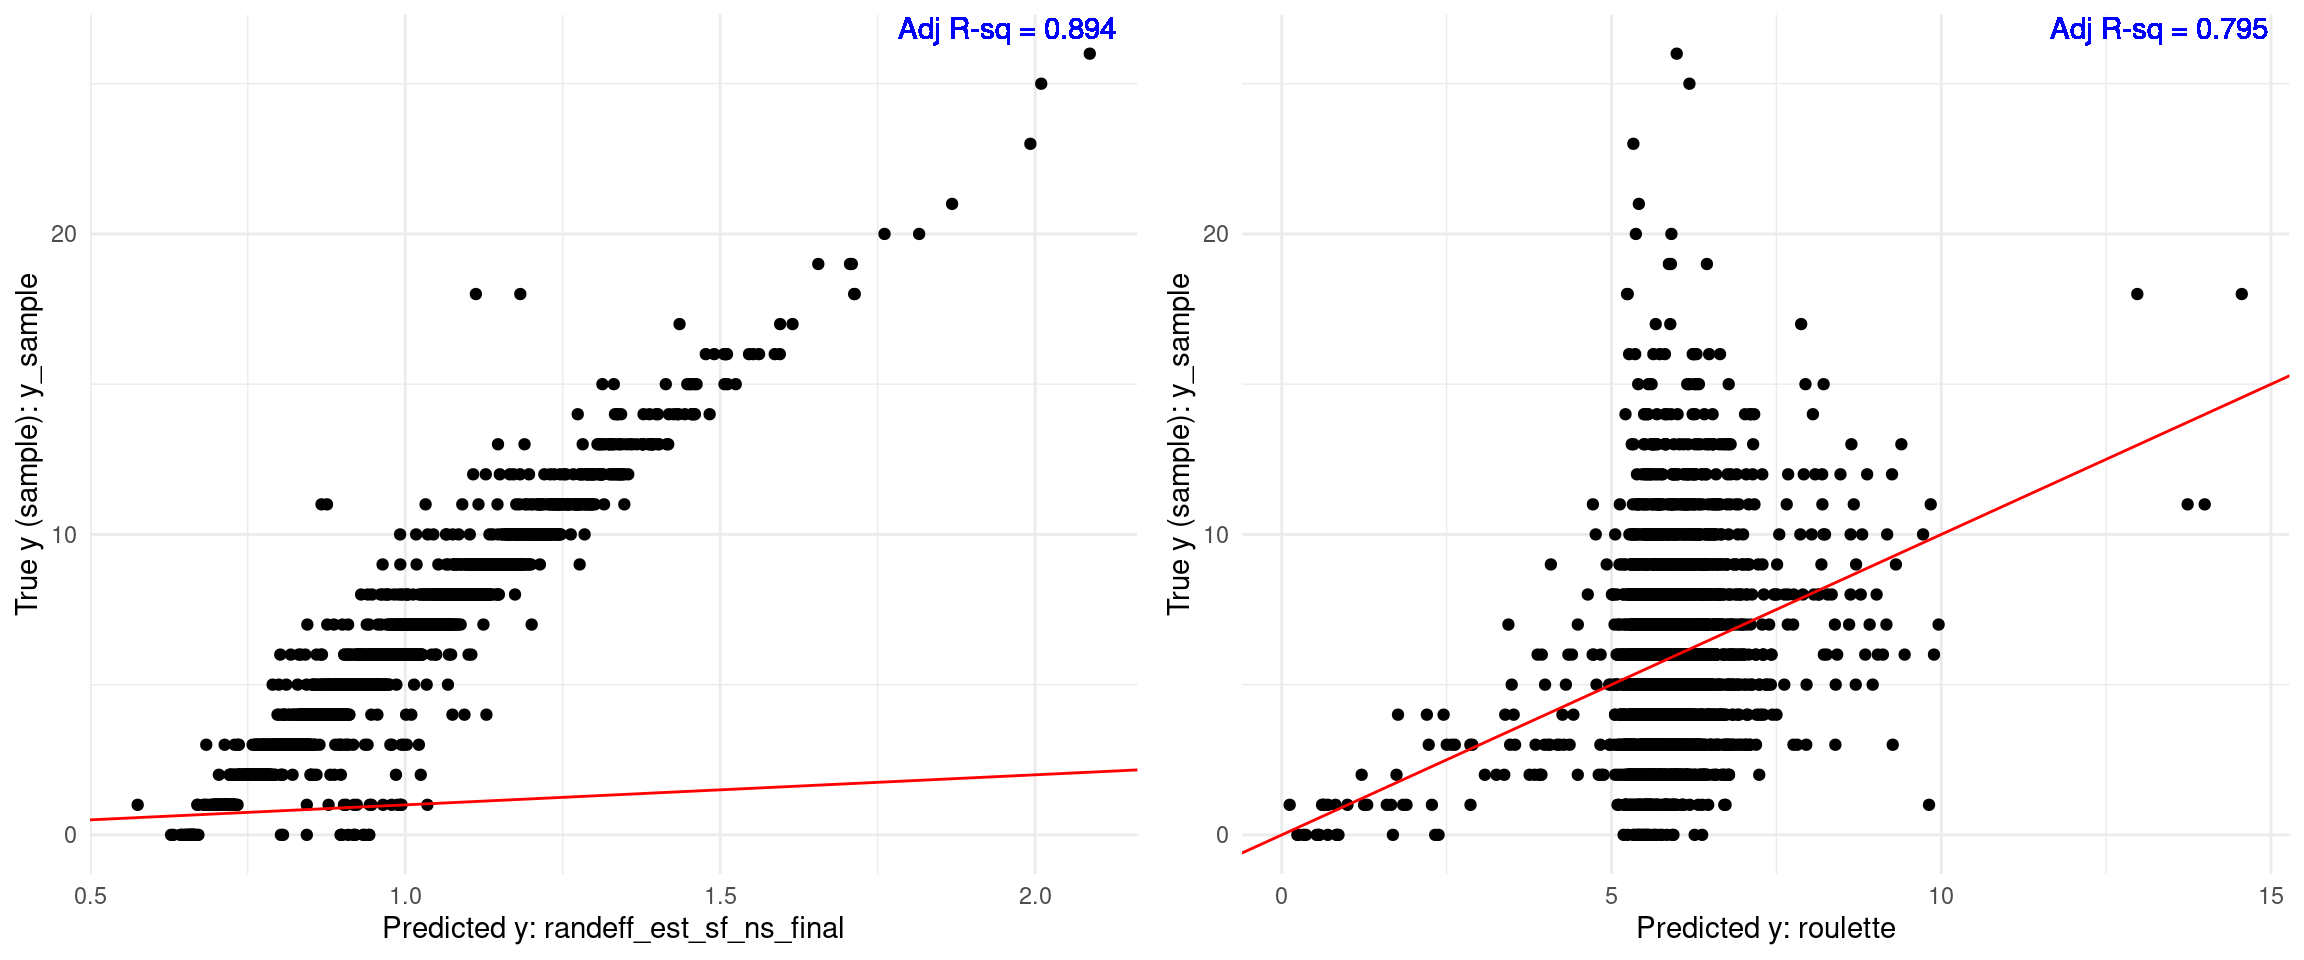 Adj R-sq = 0.894
True y (sample): y_sample
20
10
0
0.5
1.0
1.5
2.0
Predicted y: randeff_est_sf_ns_final
Adj R-sq = 0.795
True y (sample): y_sample
20
10
0
0
5
10
15
Predicted y: roulette